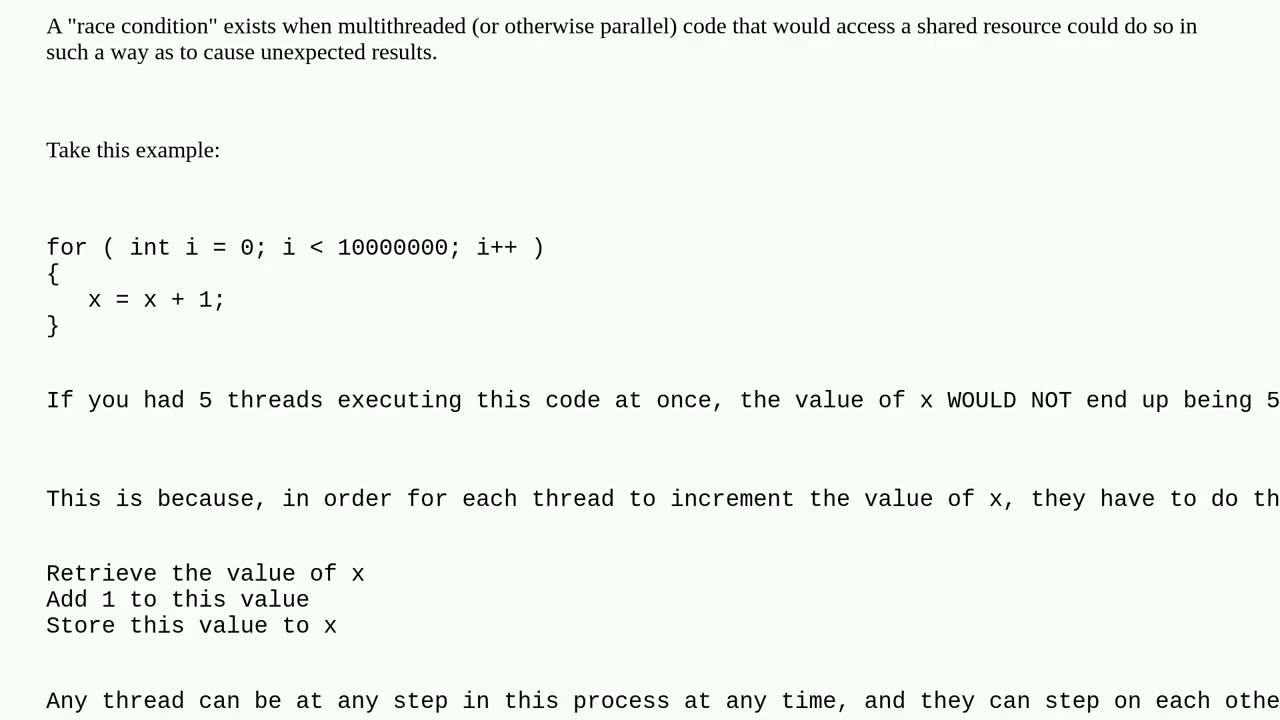 A "race condition" exists when multithreaded (or otherwise parallel) code that would access a shared resource could do so in
such a way as to cause unexpected results.
Take this example:
for ( int i = 0; i < 10000000; i++ )
{
   x = x + 1;
}
If you had 5 threads executing this code at once, the value of x WOULD NOT end up being 5
This is because, in order for each thread to increment the value of x, they have to do th
Retrieve the value of x
Add 1 to this value
Store this value to x
Any thread can be at any step in this process at any time, and they can step on each othe